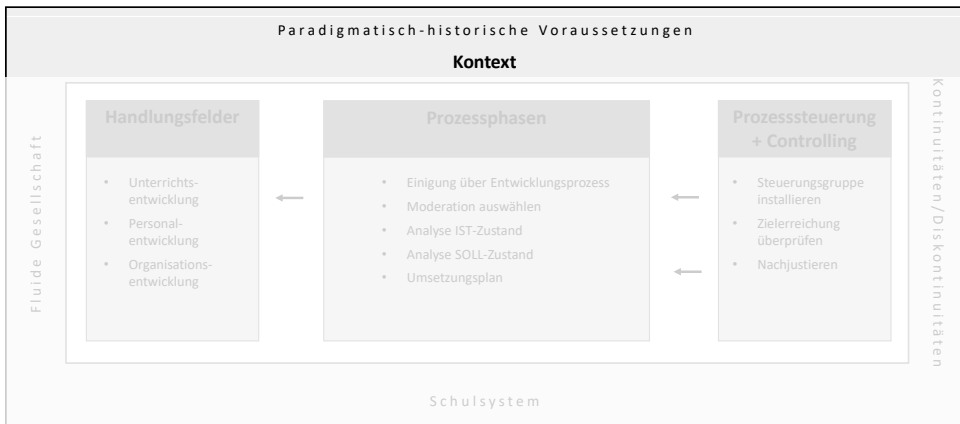 Paradigmatisch-historische Voraussetzungen
Kontext
Fluide Gesellschaft
Handlungsfelder
• Unterrichts-
entwicklung
• Personal-
entwicklung
• Organisations-
entwicklung
Prozessphasen
• Einigung über Entwicklungsprozess
• Moderation auswählen
• Analyse IST-Zustand
• Analyse SOLL-Zustand
• Umsetzungsplan
Prozesssteuerung
+ Controlling
• Steuerungsgruppe
installieren
• Zielerreichung
überprüfen
• Nachjustieren
Kontinuitäten/Diskontinuitäten
Schulsystem